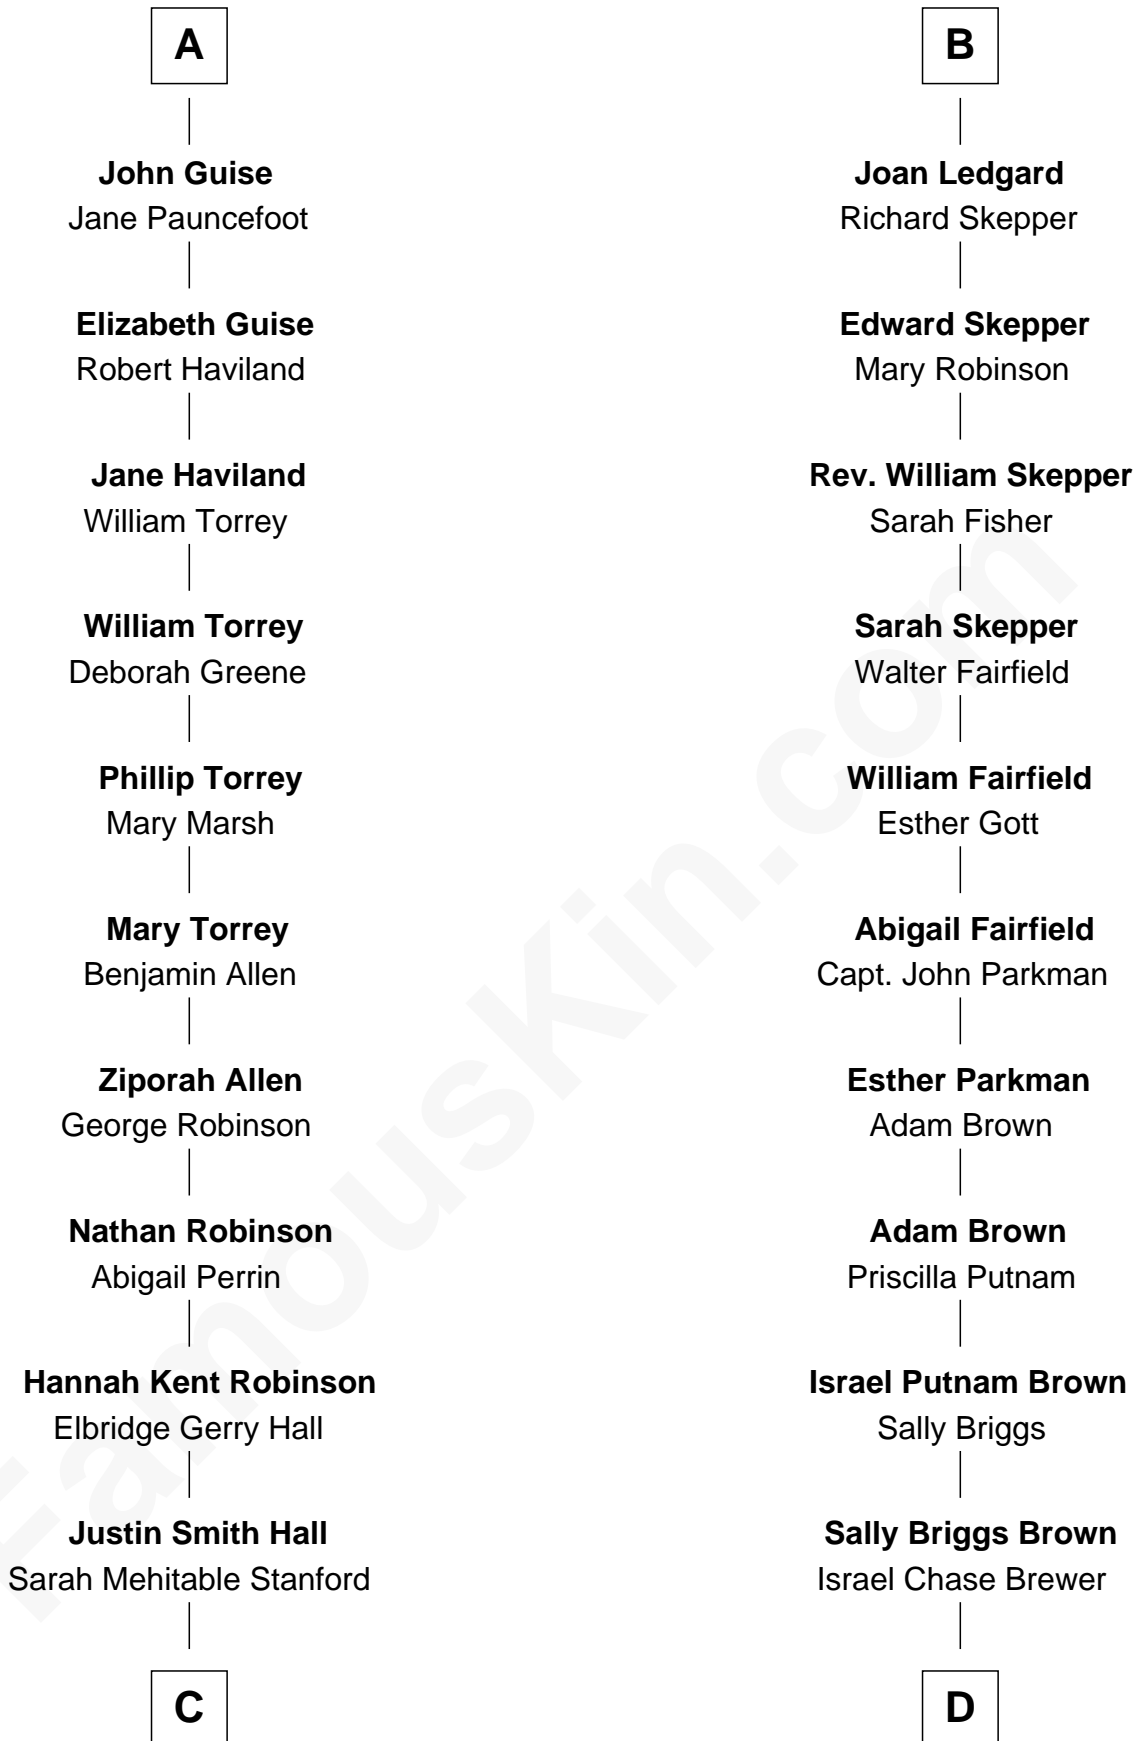 A
John Guise
Jane Pauncefoot
Elizabeth Guise
Robert Haviland
Jane Haviland
William Torrey
William Torrey
Deborah Greene
Phillip Torrey
Mary Marsh
Mary Torrey
Benjamin Allen
Ziporah Allen
George Robinson
Nathan Robinson
Abigail Perrin
Hannah Kent Robinson
Elbridge Gerry Hall
Justin Smith Hall
Sarah Mehitable Stanford
C
B
Joan Ledgard
Richard Skepper
Edward Skepper
Mary Robinson
Rev. William Skepper
Sarah Fisher
Sarah Skepper
Walter Fairfield
William Fairfield
Esther Gott
Abigail Fairfield
Capt. John Parkman
Esther Parkman
Adam Brown
Adam Brown
Priscilla Putnam
Israel Putnam Brown
Sally Briggs
Sally Briggs Brown
Israel Chase Brewer
D
FamousKin.com